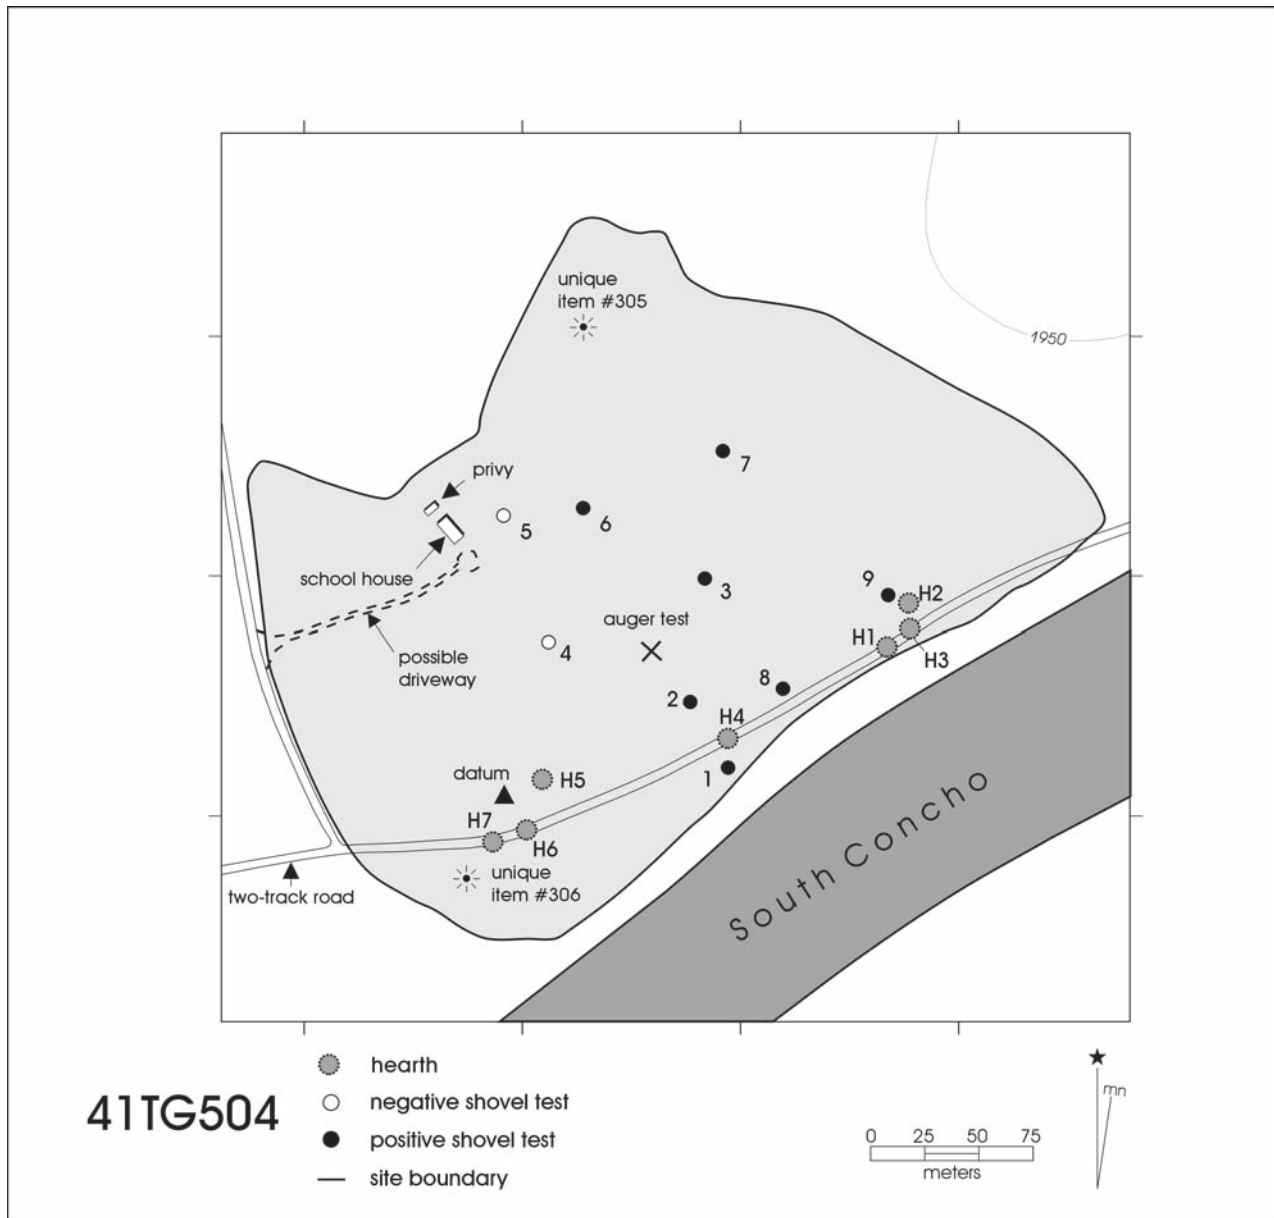 unique
item #305
1950
privy
7
5
6
school house
3
9
H2
auger test
H1
H3
4
possible
driveway
8
2
H4
datum
H5
1
H7
H6
unique
item #306
two-track road
South Concho
hearth
41TG504
negative shovel test
positive shovel test
site boundary
0 25 50 75
meters
mn